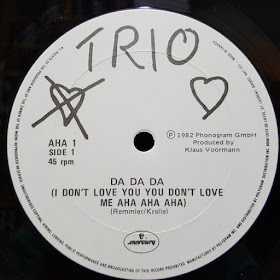 TRIO
AHA 1
SIDE 1
45 rpm
℗ 1982 Phonogram GmbH
Produced by
Klaus Voormann
DA DA DA
(I DON'T LOVE YOU YOU DON'T LOVE
ME AHA AHA AHA)
(Remmler/Kralle)
mercury